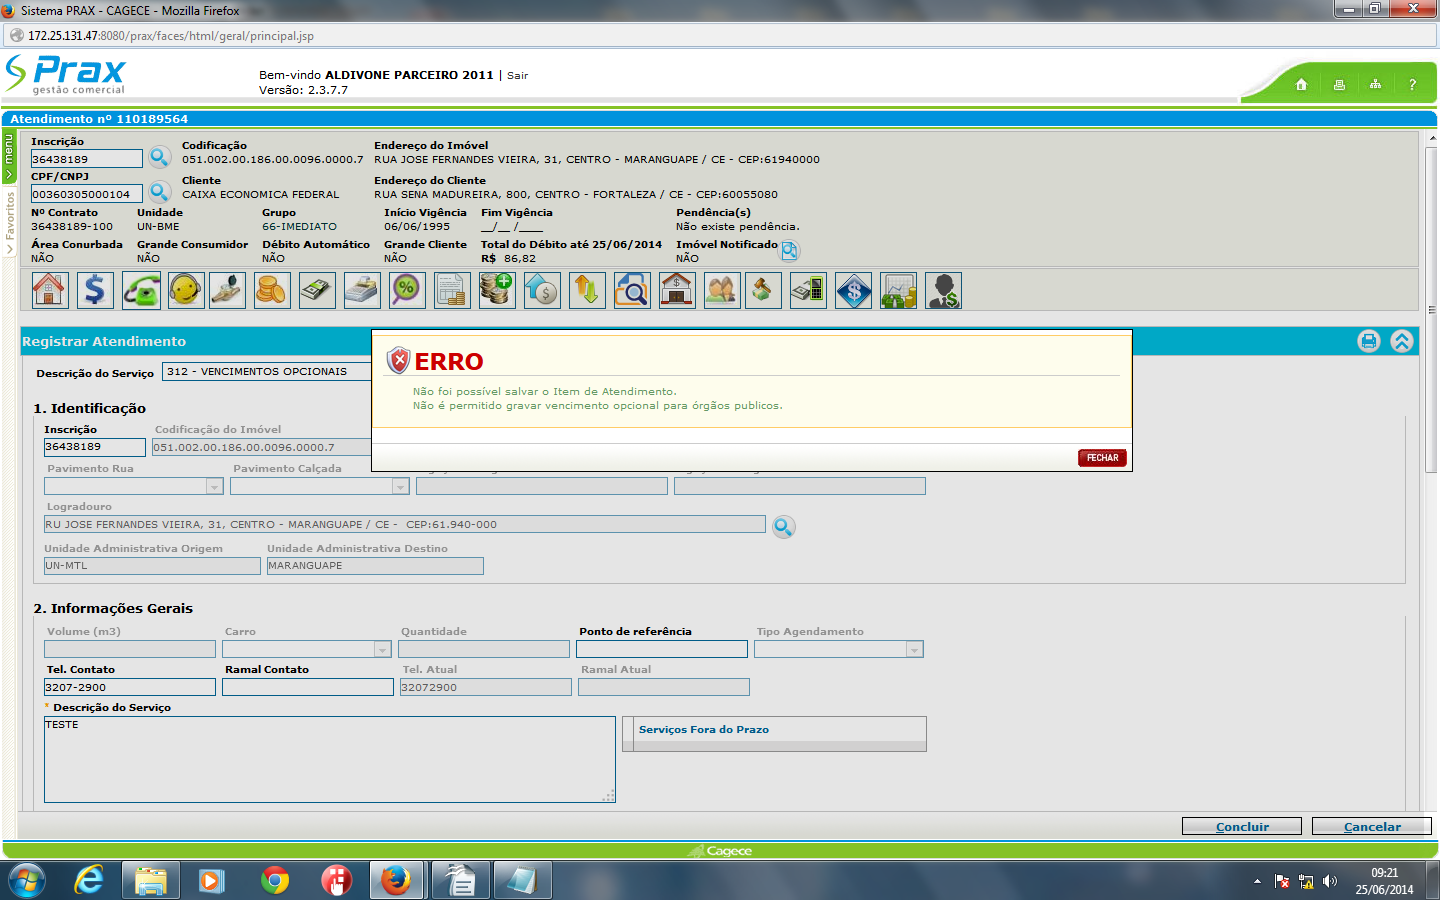 Sistema PRAX - CAGECE - Mozilla Firefox
172.25.131.47:8080/prax/faces/html/geral/principal.jsp
Prax
gestão comercial
Bem-vindo ALDIVONE PARCEIRO 2011 | Sair
Versão: 2.3.7.7
?
Atendimento nº 110189564
menu
Favoritos
Inscrição Codificação Endereço do Imóvel
36438189 051.002.00.186.00.0096.0000.7 RUA JOSE FERNANDES VIEIRA, 31, CENTRO - MARANGUAPE / CE - CEP:61940000
CPF/CNPJ Cliente Endereço do Cliente
00360305000104 CAIXA ECONOMICA FEDERAL RUA SENA MADUREIRA, 800, CENTRO - FORTALEZA / CE - CEP:60055080
Nº Contrato Unidade Grupo Início Vigência Fim Vigência Pendência(s)
36438189-100 UN-BME 66-IMEDIATO 06/06/1995 __/__/____ Não existe pendência.
Área Conurbada Grande Consumidor Débito Automático Grande Cliente Total do Débito até 25/06/2014 Imóvel Notificado
NÃO NÃO NÃO NÃO R$ 86,82 NÃO
Registrar Atendimento
Descrição do Serviço 312 - VENCIMENTOS OPCIONAIS
ERRO
Não foi possível salvar o Item de Atendimento.
Não é permitido gravar vencimento opcional para órgãos publicos.
FECHAR
1. Identificação
Inscrição Codificação do Imóvel
36438189 051.002.00.186.00.0096.0000.7
Pavimento Rua Pavimento Calçada
Logradouro
RU JOSE FERNANDES VIEIRA, 31, CENTRO - MARANGUAPE / CE - CEP:61.940-000
Unidade Administrativa Origem Unidade Administrativa Destino
UN-MTL MARANGUAPE
2. Informações Gerais
Volume (m3) Carro Quantidade Ponto de referência Tipo Agendamento
Tel. Contato Ramal Contato Tel. Atual Ramal Atual
3207-2900 32072900
* Descrição do Serviço
TESTE
Serviços Fora do Prazo
Concluir Cancelar
Cagece
09:21
25/06/2014